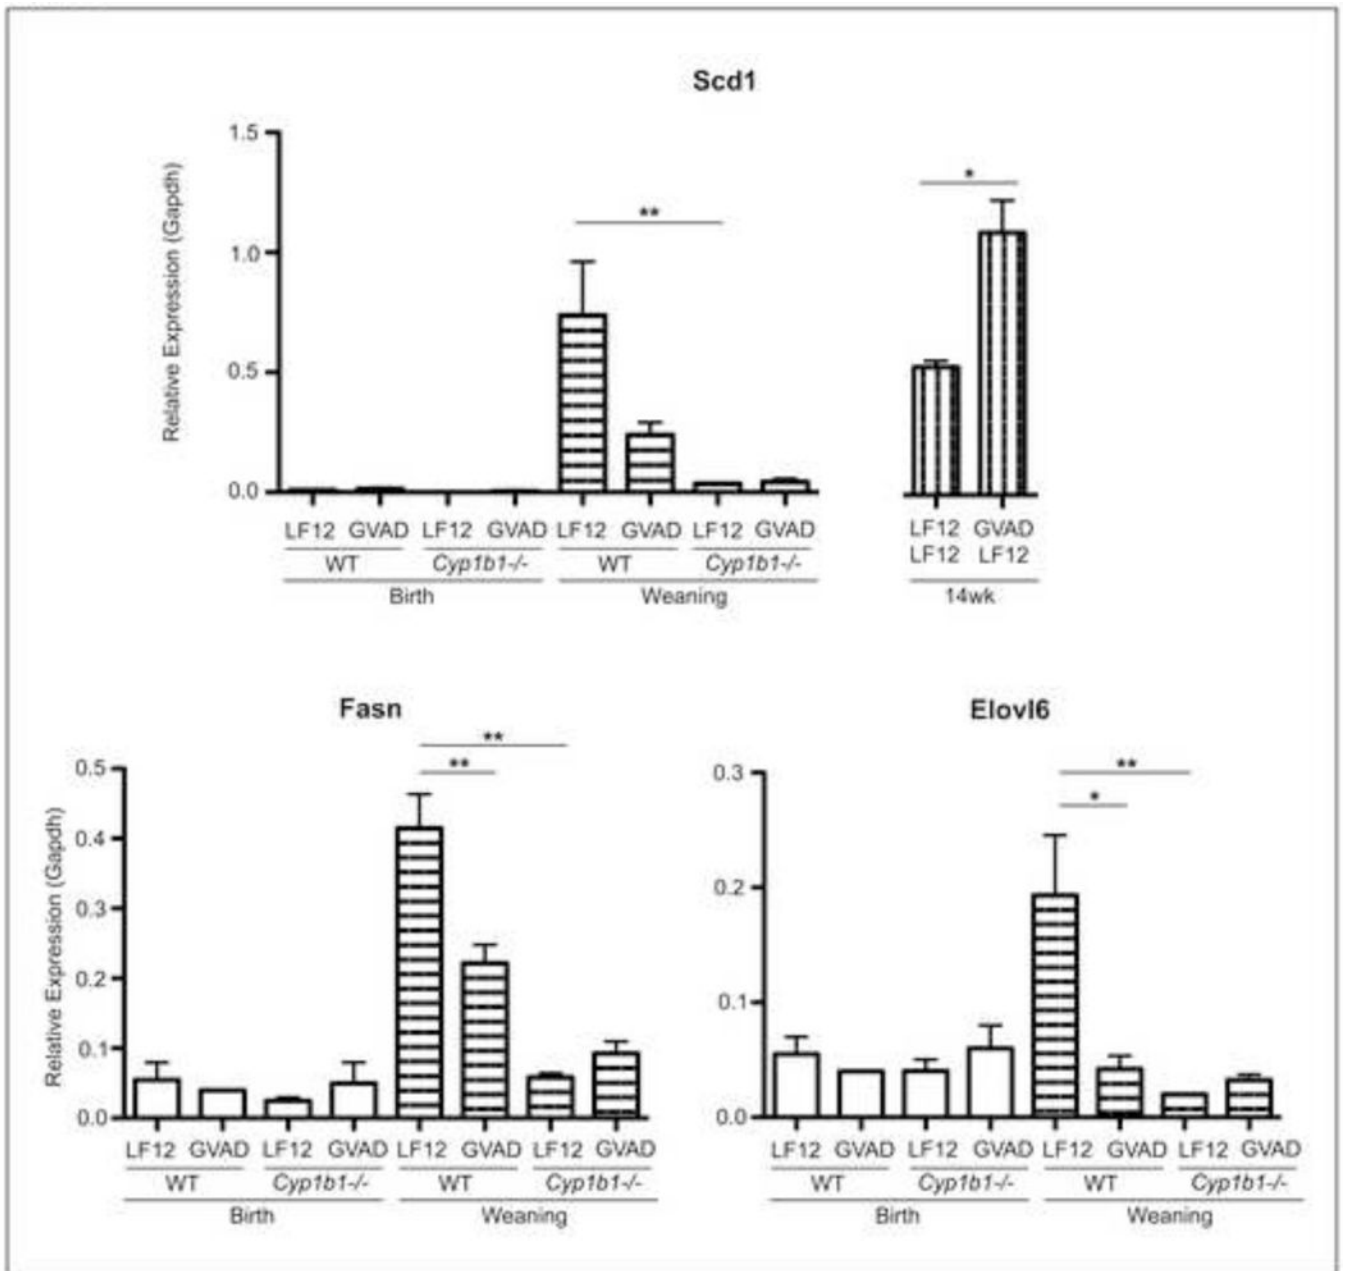 Scd1
Relative Expression (Gapdh)
1.5
**
*
1.0
0.5
0.0
LF12 GVAD LF12 GVAD LF12 GVAD LF12 GVAD LF12 GVAD
LF12 LF12
WT Cyp1b1-/- WT Cyp1b1-/-
Birth Weaning 14wk
Fasn
Relative Expression (Gapdh)
**
**
0.5
0.4
0.3
0.2
0.1
0.0
LF12 GVAD LF12 GVAD LF12 GVAD LF12 GVAD
WT Cyp1b1-/- WT Cyp1b1-/-
Birth Weaning
Elovl6
**
*
0.3
0.2
0.1
0.0
LF12 GVAD LF12 GVAD LF12 GVAD LF12 GVAD
WT Cyp1b1-/- WT Cyp1b1-/-
Birth Weaning